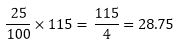 25/100 × 115 = 115/4 = 28.75